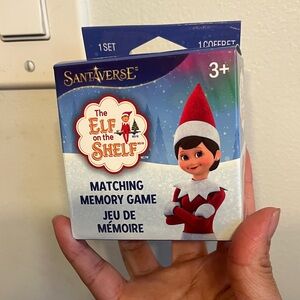 1 SET
1 COFFRET
SANTAVERSE
3+
The
ELF
on the
SHELF
MATCHING
MEMORY GAME
JEU DE
MÉMOIRE